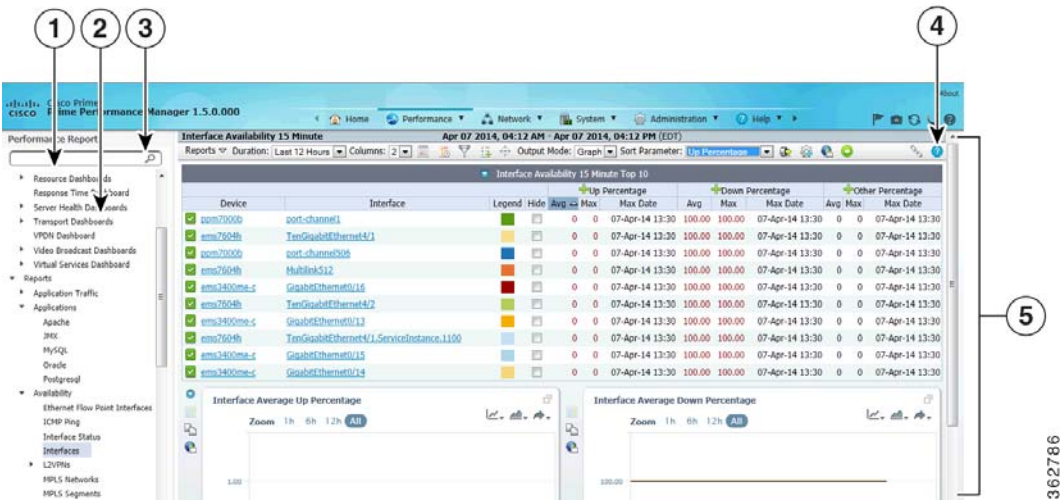 1 2 3 4
About
CISCO Prime Performance Manager 1.5.0.000
Home Performance Network System Administration Help
Performance Report
Interface Availability 15 Minute Apr 07 2014, 04:12 AM - Apr 07 2014, 04:12 PM (EDT)
Reports Duration: Last 12 Hours Columns: 2 Output Mode: Graph Sort Parameter: Up Percentage
Interface Availability 15 Minute Top 10
Up Percentage Down Percentage Other Percentage
Device Interface Legend Hide Avg Max Max Date Avg Max Max Date Avg Max Max Date
ppm7000b port-channel1 0 0 07-Apr-14 13:30 100.00 100.00 07-Apr-14 13:30 0 0 07-Apr-14 13:30
ems7604h TenGigabitEthernet4/1 0 0 07-Apr-14 13:30 100.00 100.00 07-Apr-14 13:30 0 0 07-Apr-14 13:30
ppm7000b port-channel506 0 0 07-Apr-14 13:30 100.00 100.00 07-Apr-14 13:30 0 0 07-Apr-14 13:30
ems7604h Multilink512 0 0 07-Apr-14 13:30 100.00 100.00 07-Apr-14 13:30 0 0 07-Apr-14 13:30
ems3400me-c GigabitEthernet0/16 0 0 07-Apr-14 13:30 100.00 100.00 07-Apr-14 13:30 0 0 07-Apr-14 13:30
ems7604h TenGigabitEthernet4/2 0 0 07-Apr-14 13:30 100.00 100.00 07-Apr-14 13:30 0 0 07-Apr-14 13:30
ems3400me-c GigabitEthernet0/13 0 0 07-Apr-14 13:30 100.00 100.00 07-Apr-14 13:30 0 0 07-Apr-14 13:30
ems7604h TenGigabitEthernet4/1.ServiceInstance.1100 0 0 07-Apr-14 13:30 100.00 100.00 07-Apr-14 13:30 0 0 07-Apr-14 13:30
ems3400me-c GigabitEthernet0/15 0 0 07-Apr-14 13:30 100.00 100.00 07-Apr-14 13:30 0 0 07-Apr-14 13:30
ems3400me-c GigabitEthernet0/14 0 0 07-Apr-14 13:30 100.00 100.00 07-Apr-14 13:30 0 0 07-Apr-14 13:30
Resource Dashboards
Response Time Dashboard
Server Health Dashboards
Transport Dashboards
VPDN Dashboard
Video Broadcast Dashboards
Virtual Services Dashboard
Reports
Application Traffic
Applications
Apache
JMX
MySQL
Oracle
Postgresql
Availability
Ethernet Flow Point Interfaces
ICMP Ping
Interface Status
Interfaces
L2VPNs
MPLS Networks
MPLS Segments
Interface Average Up Percentage
Zoom 1h 6h 12h All
1.00
Interface Average Down Percentage
Zoom 1h 6h 12h All
100.00
5
362786